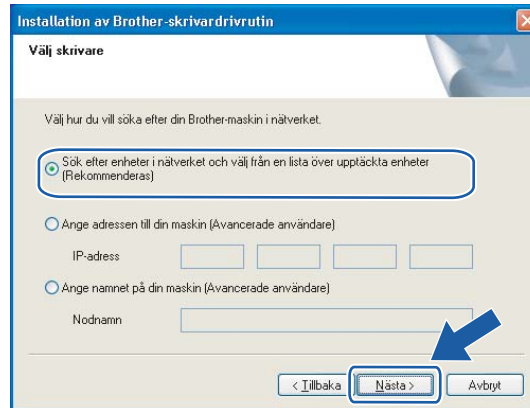 Installation av Brother-skrivardrivrutin
Välj skrivare
Välj hur du vill söka efter din Brother-maskin i nätverket.
Sök efter enheter i nätverket och välj från en lista över upptäckta enheter
(Rekommenderas)
Ange adressen till din maskin (Avancerade användare)
IP-adress
Ange namnet på din maskin (Avancerade användare)
Nodnamn
< Tillbaka Nästa > Avbryt